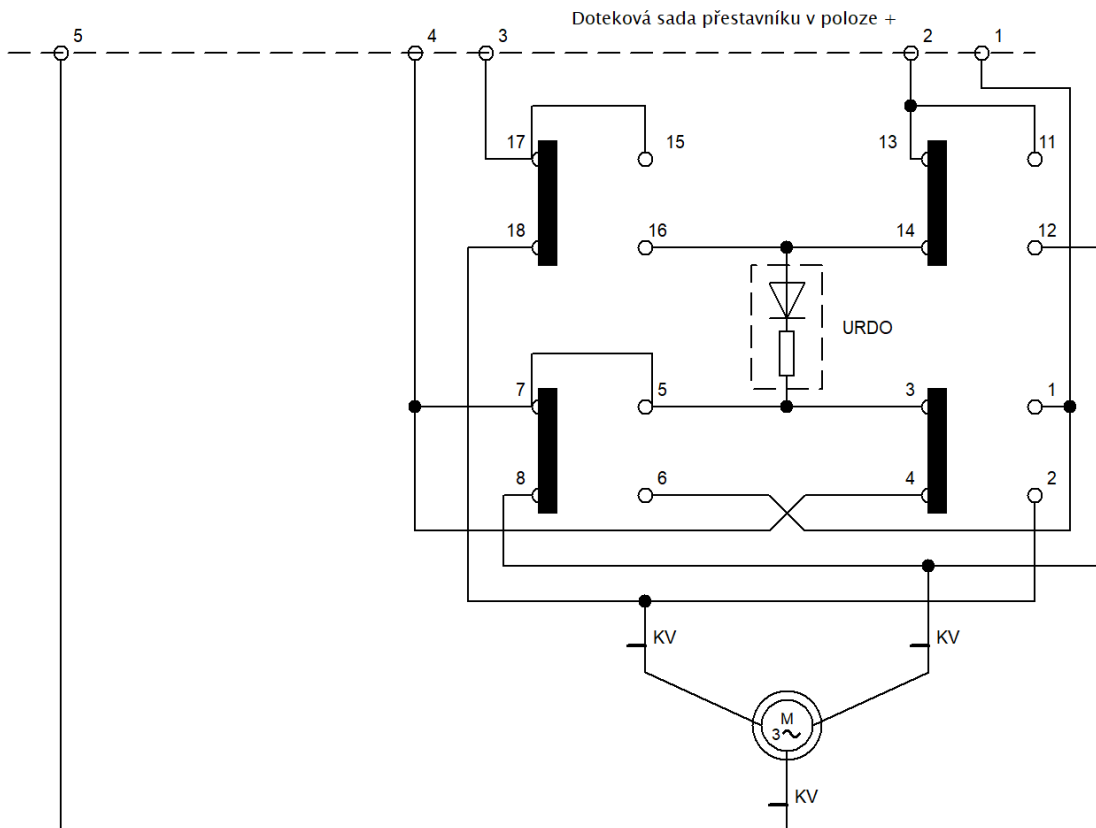 Doteková sada přestavníku v poloze +
5 4 3 2 1
17 15 13 11
18 16 14 12
URDO
7 5 3 1
8 6 4 2
KV KV
M
3
KV